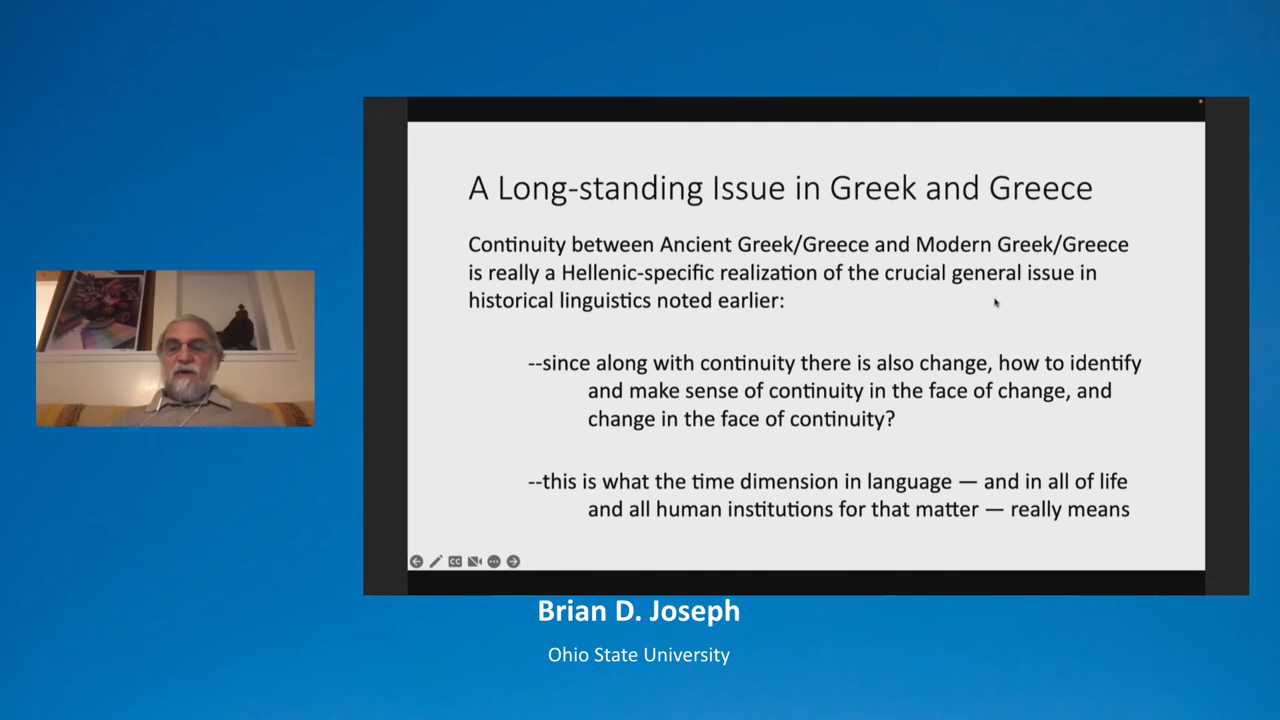 A Long-standing Issue in Greek and Greece
Continuity between Ancient Greek/Greece and Modern Greek/Greece
is really a Hellenic-specific realization of the crucial general issue in
historical linguistics noted earlier:
--since along with continuity there is also change, how to identify
and make sense of continuity in the face of change, and
change in the face of continuity?
--this is what the time dimension in language — and in all of life
and all human institutions for that matter — really means
CC
Brian D. Joseph
Ohio State University